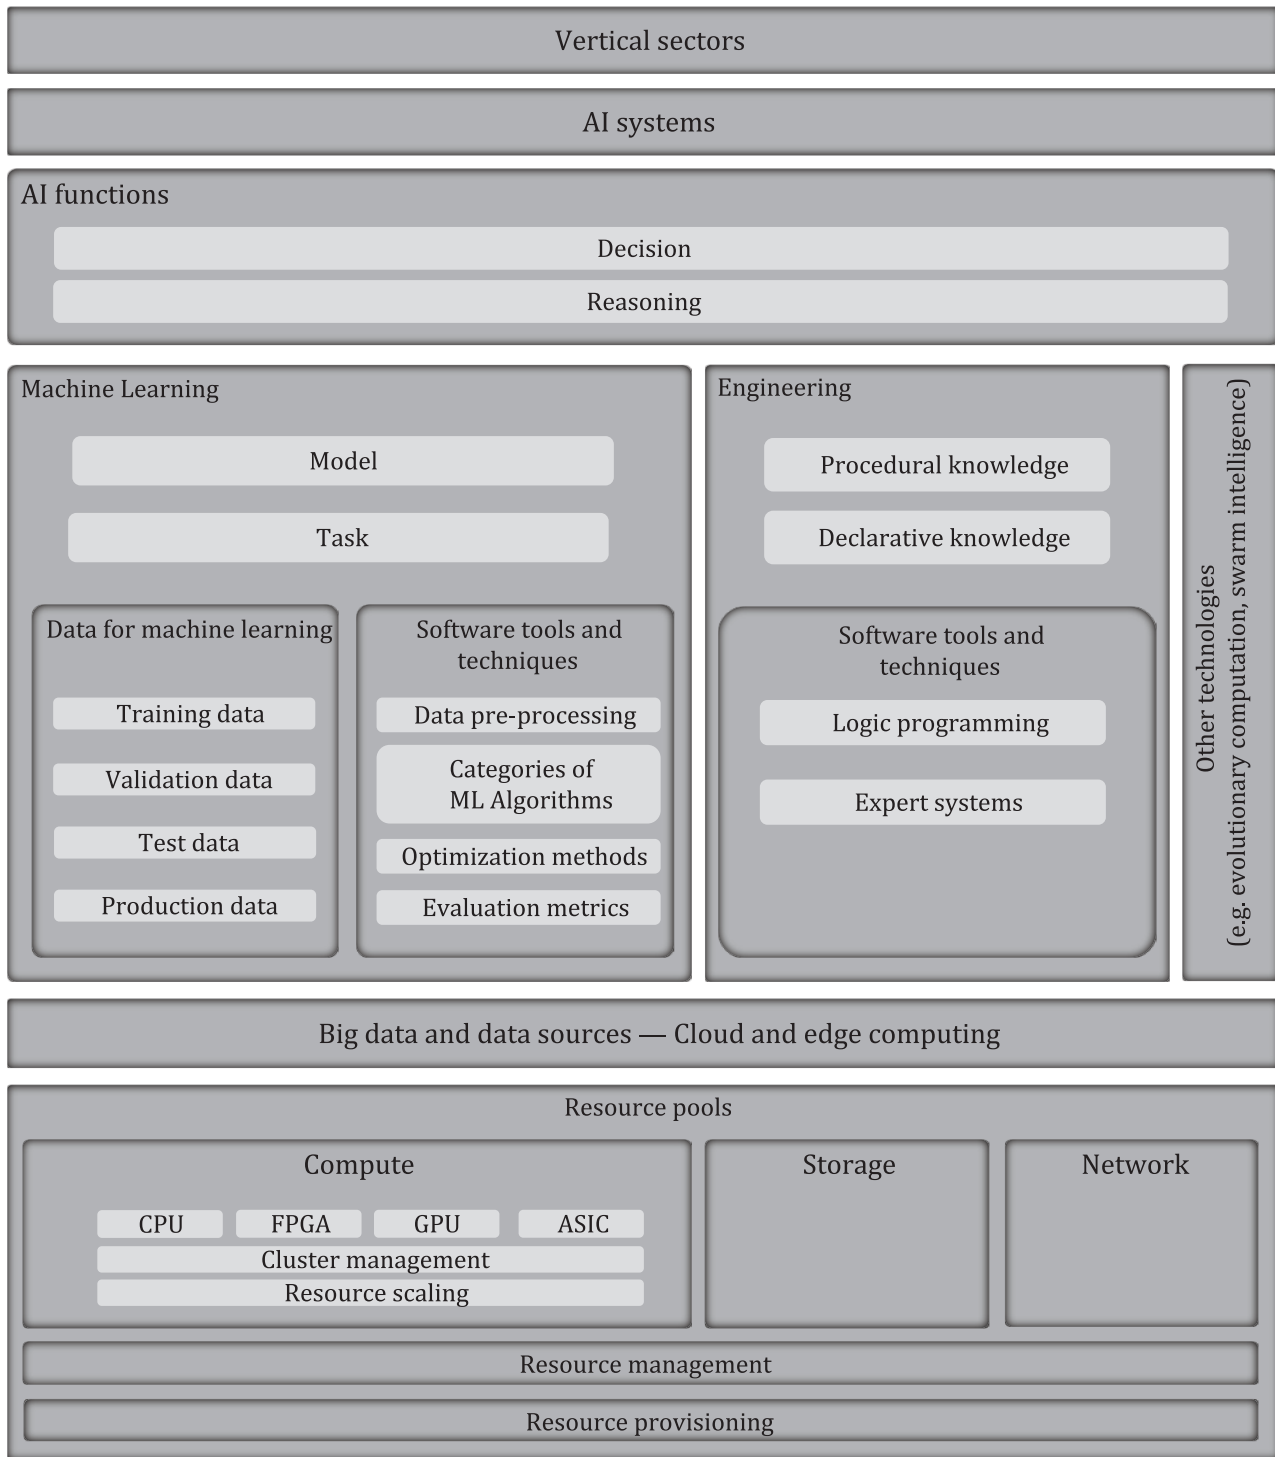 Vertical sectors
AI systems
AI functions
Decision
Reasoning
Machine Learning
Model
Task
Data for machine learning
Training data
Validation data
Test data
Production data
Software tools and
techniques
Data pre-processing
Categories of
ML Algorithms
Optimization methods
Evaluation metrics
Engineering
Procedural knowledge
Declarative knowledge
Software tools and
techniques
Logic programming
Expert systems
Other technologies
(e.g. evolutionary computation, swarm intelligence)
Big data and data sources — Cloud and edge computing
Resource pools
Compute
CPU
FPGA
GPU
ASIC
Cluster management
Resource scaling
Storage
Network
Resource management
Resource provisioning